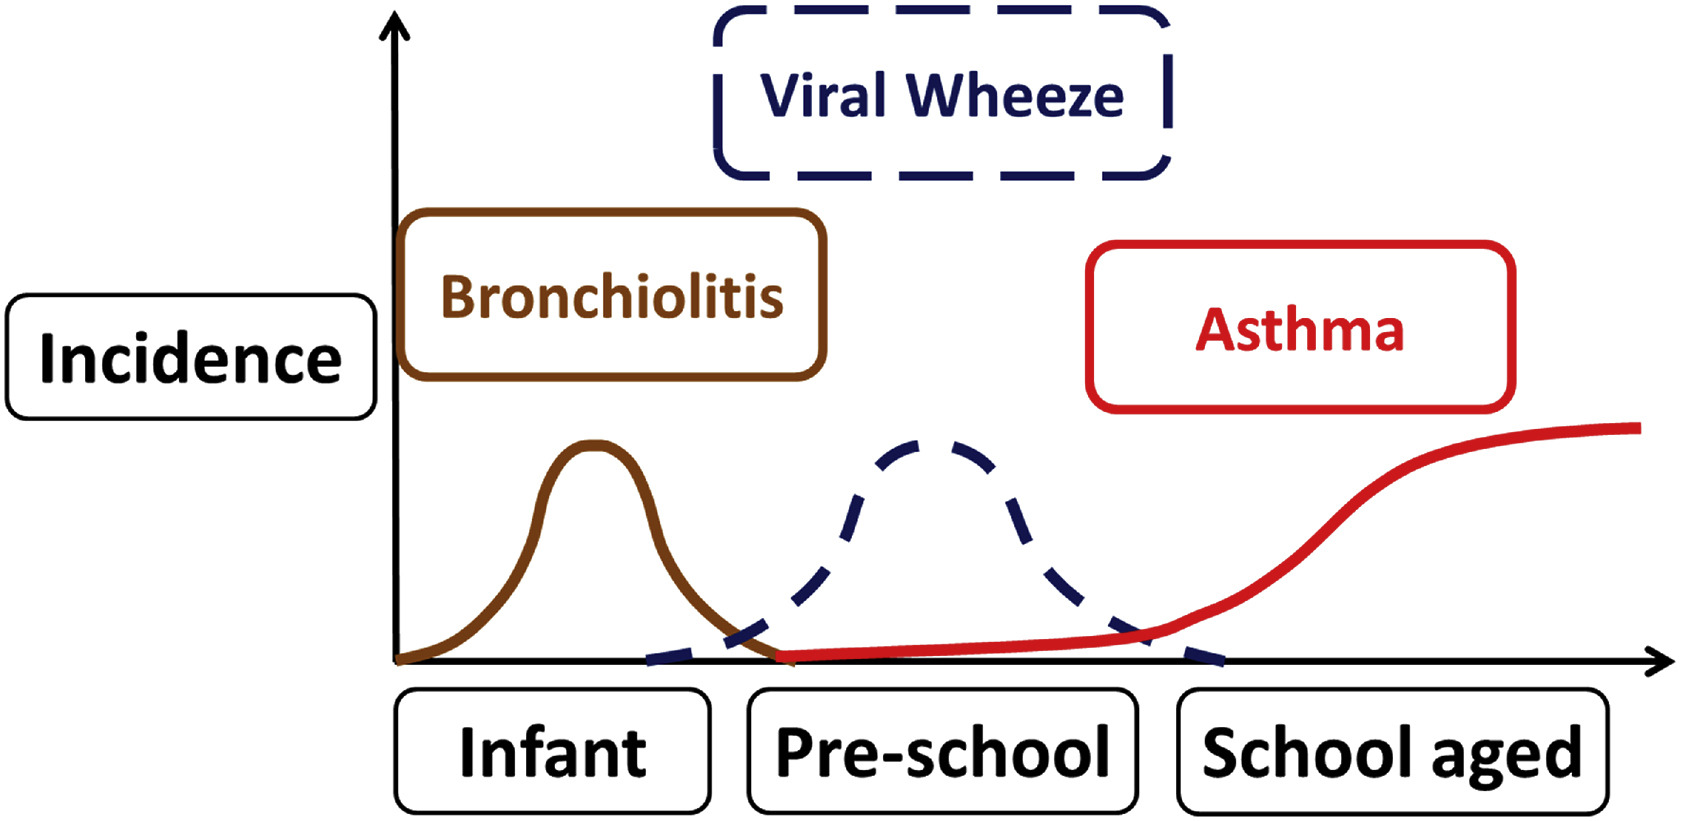 Viral Wheeze
Bronchiolitis
Asthma
Incidence
Infant
Pre-school
School aged